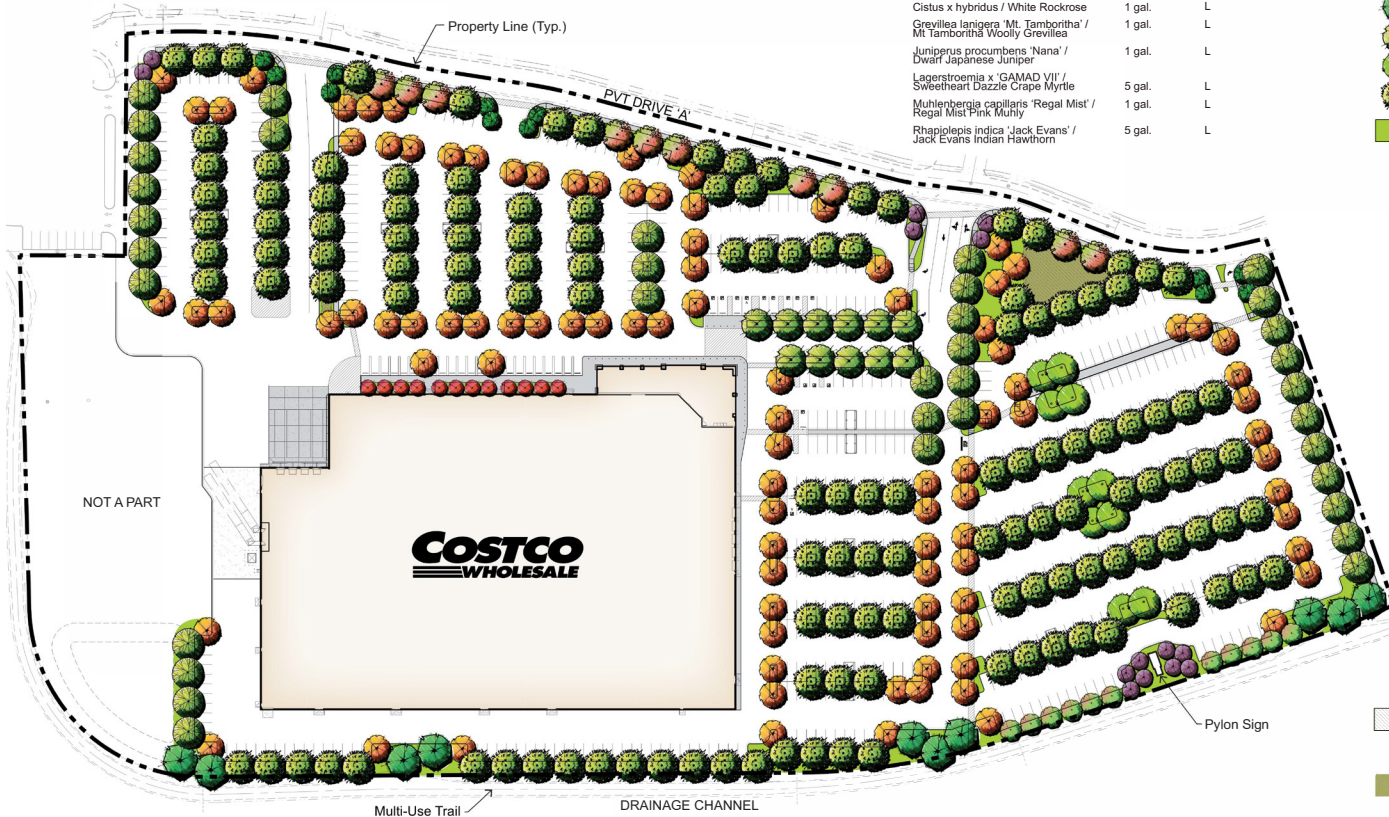 Cistus x hybridus / White Rockrose 1 gal. L
Grevillea lanigera 'Mt. Tamboritha' / 1 gal. L
Mt Tamboritha Woolly Grevillea
Juniperus procumbens 'Nana' / 1 gal. L
Dwarf Japanese Juniper
Lagerstroemia x 'GAMAD VII' /
Sweetheart Dazzle Crape Myrtle 5 gal. L
Muhlenbergia capillaris 'Regal Mist' / 1 gal. L
Regal Mist Pink Muhly
Rhaphiolepis indica 'Jack Evans' / 5 gal. L
Jack Evans Indian Hawthorn
Property Line (Typ.)
PVT DRIVE 'A'
NOT A PART
COSTCO
WHOLESALE
Pylon Sign
Multi-Use Trail
DRAINAGE CHANNEL